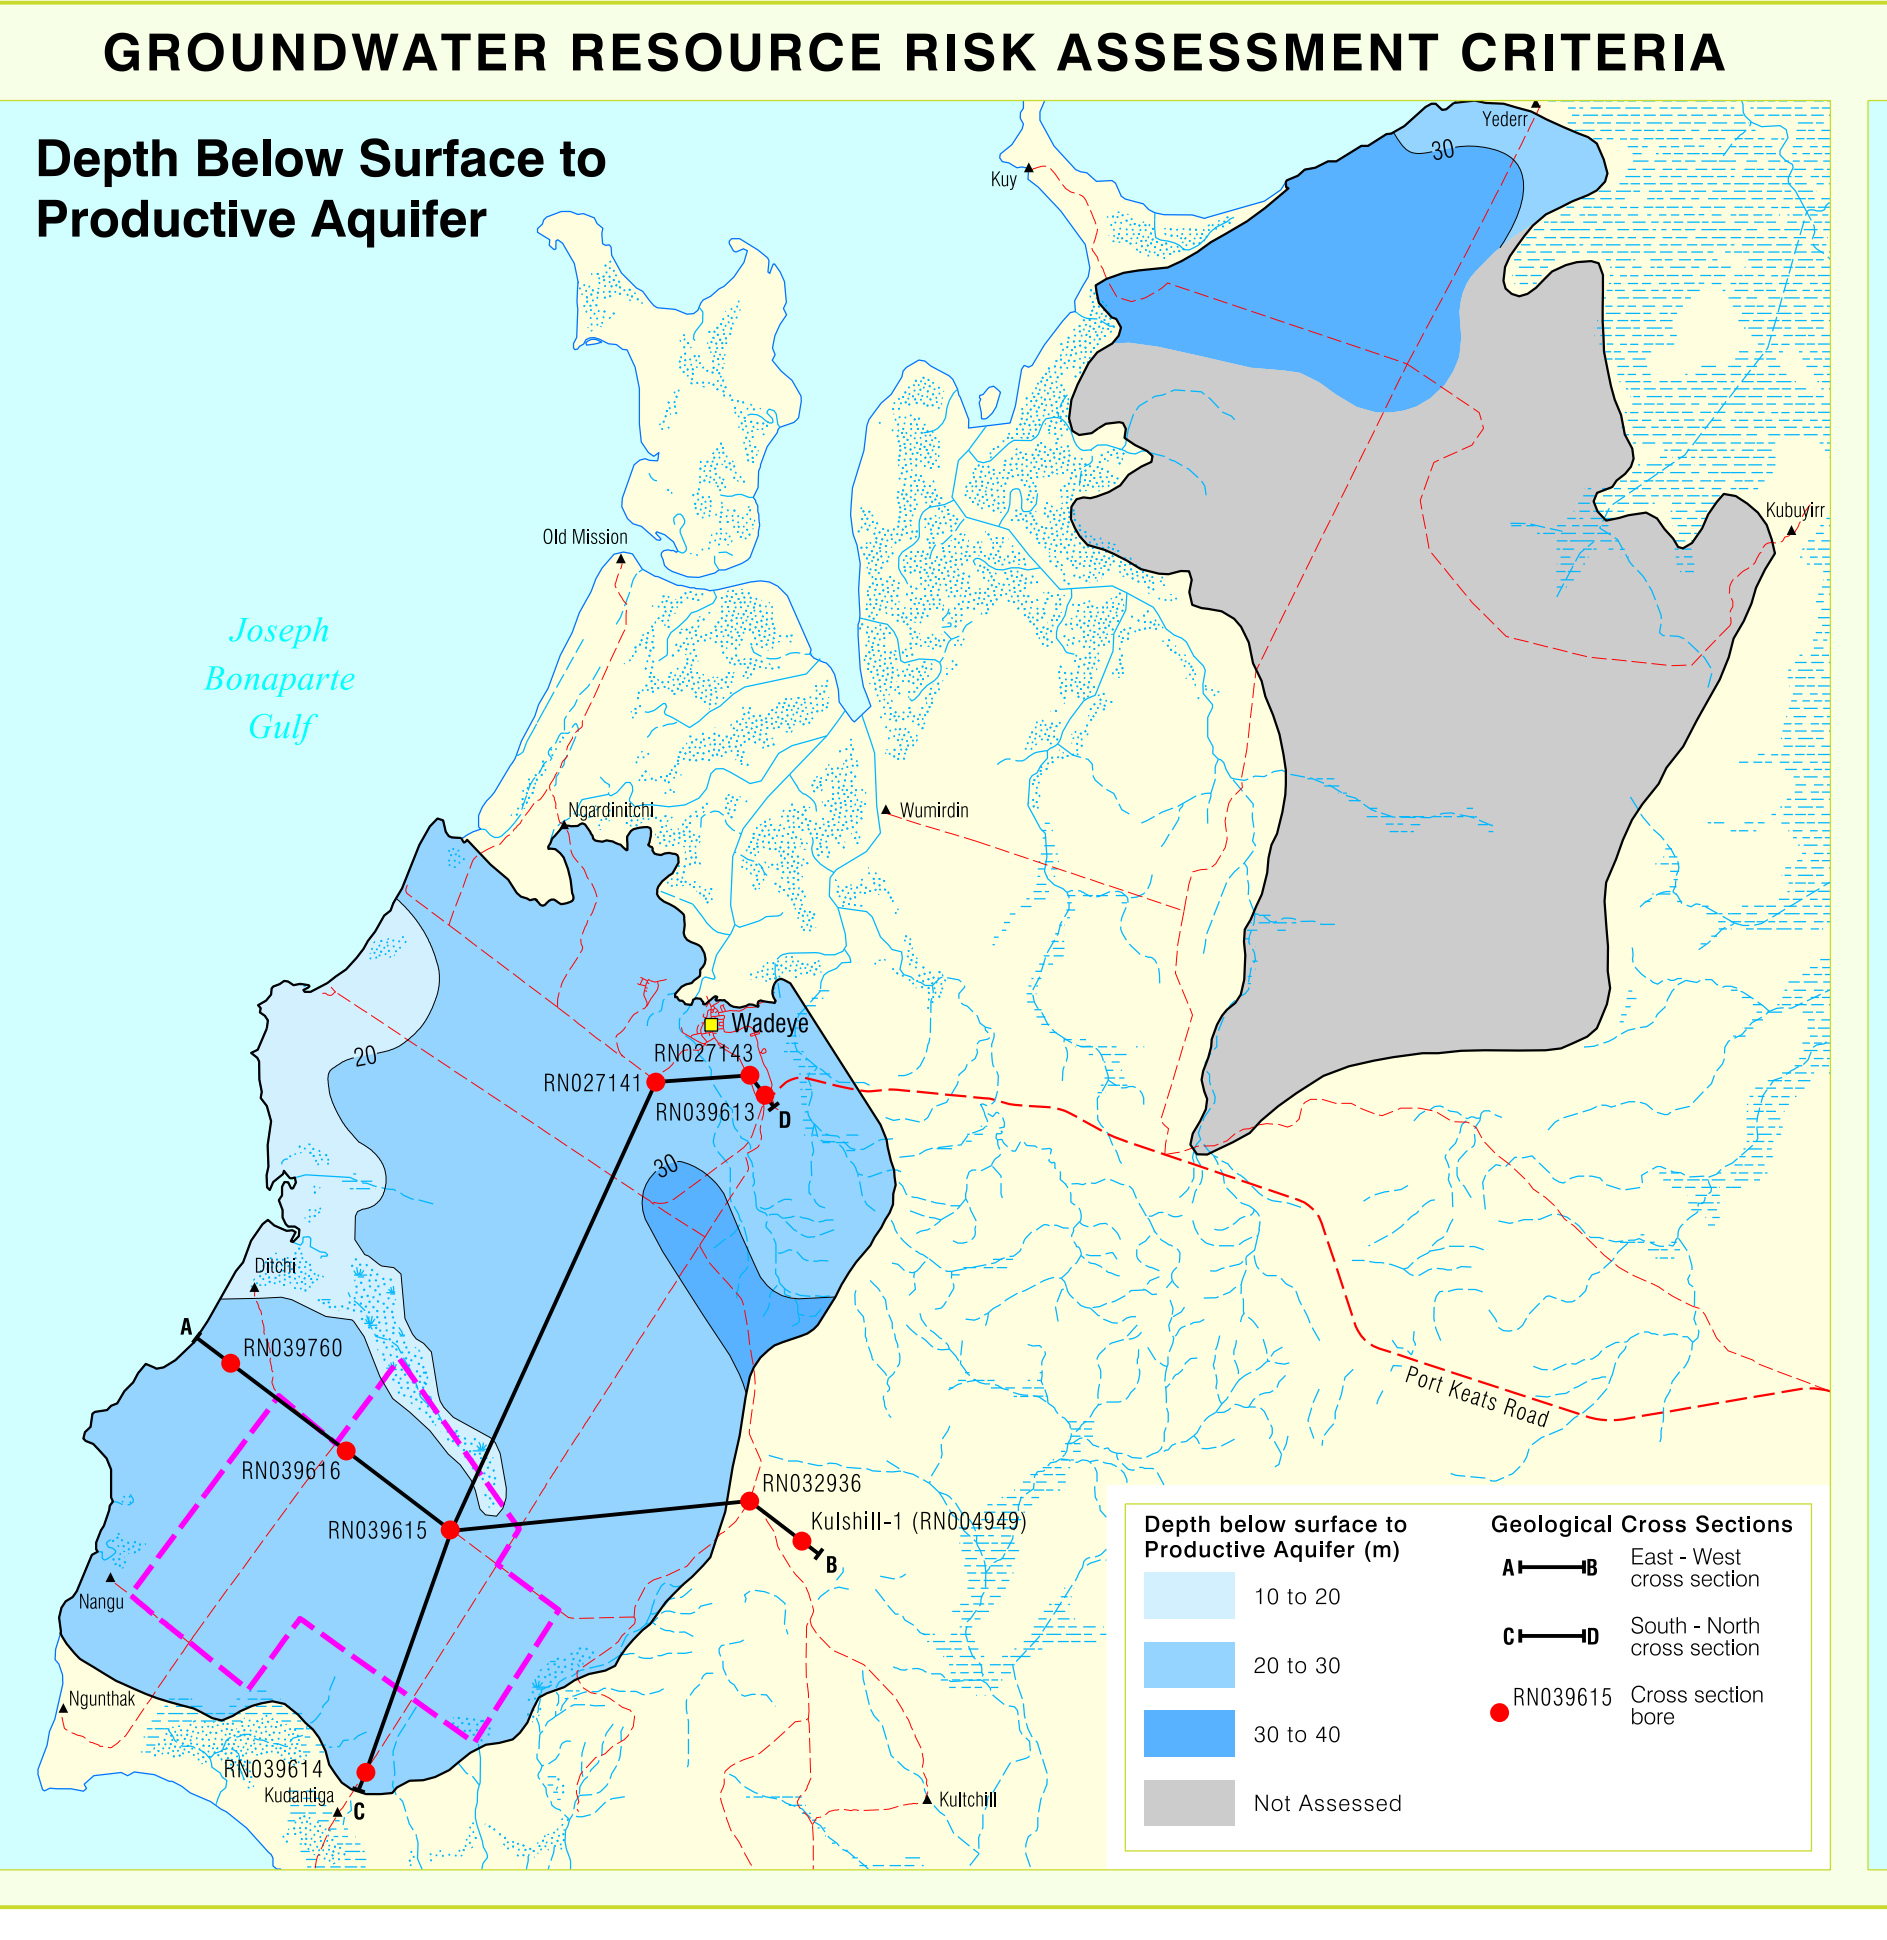 GROUNDWATER RESOURCE RISK ASSESSMENT CRITERIA
Depth Below Surface to
Productive Aquifer
Yederr
30
Kuy
Kubuyirr
Old Mission
Joseph
Bonaparte
Gulf
Ngardinitchi
Wumirdin
20
Wadeye
RN027143
RN027141
RN039613
D
30
Ditchi
A
RN039760
Port Keats Road
RN039616
RN032936
RN039615
Kulshill-1 (RN004949)
B
Nangu
Ngunthak
RN039614
Kudantiga
C
Kultchill
Depth below surface to
Productive Aquifer (m)
10 to 20
20 to 30
30 to 40
Not Assessed
Geological Cross Sections
A B East - West
cross section
C D South - North
cross section
RN039615 Cross section
bore